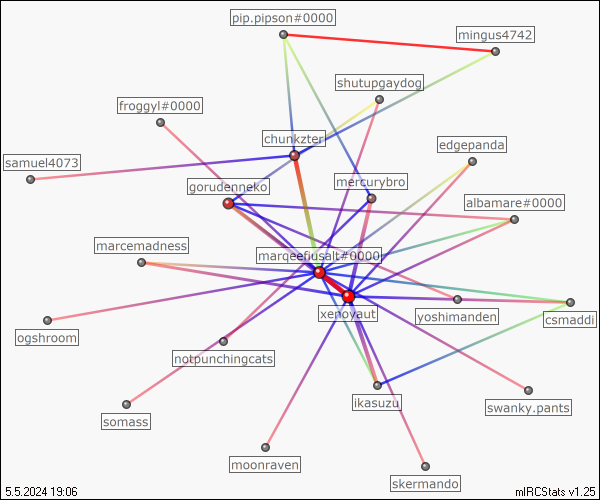 pip.pipson#0000
mingus4742
shutupgaydog
froggyl#0000
chunkzter
edgepanda
samuel4073
gorudenneko
mercurybro
albamare#0000
marcemadness
marqeefiusalt#0000
xenoyaut
yoshimanden
csmaddi
ogshroom
notpunchingcats
ikasuzu
swanky.pants
somass
moonraven
skermando
5.5.2024 19:06
mIRCStats v1.25